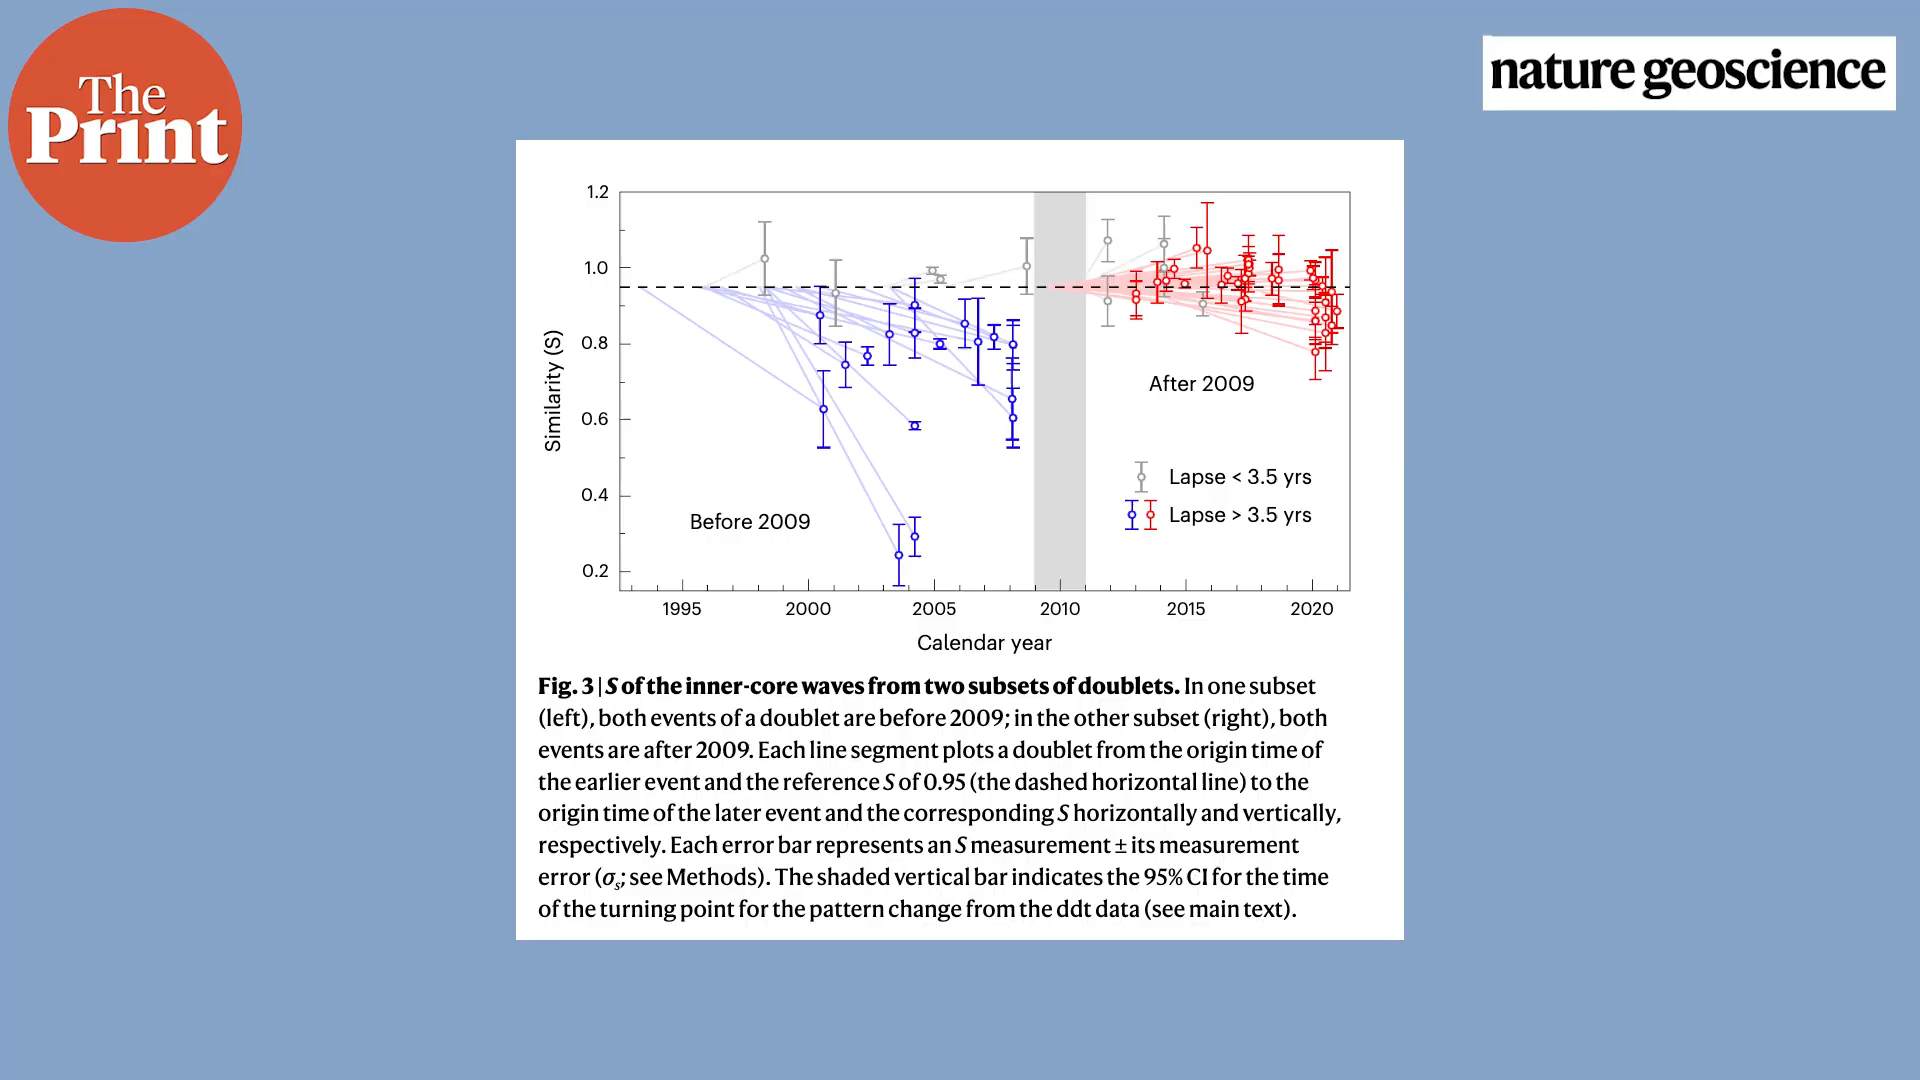 The
Print
nature geoscience
1.2
1.0
0.8
0.6
0.4
0.2
Similarity (S)
Before 2009
After 2009
Lapse < 3.5 yrs
Lapse > 3.5 yrs
1995 2000 2005 2010 2015 2020
Calendar year
Fig. 3 | S of the inner-core waves from two subsets of doublets. In one subset
(left), both events of a doublet are before 2009; in the other subset (right), both
events are after 2009. Each line segment plots a doublet from the origin time of
the earlier event and the reference S of 0.95 (the dashed horizontal line) to the
origin time of the later event and the corresponding S horizontally and vertically,
respectively. Each error bar represents an S measurement ± its measurement
error (σs; see Methods). The shaded vertical bar indicates the 95% CI for the time
of the turning point for the pattern change from the ddt data (see main text).